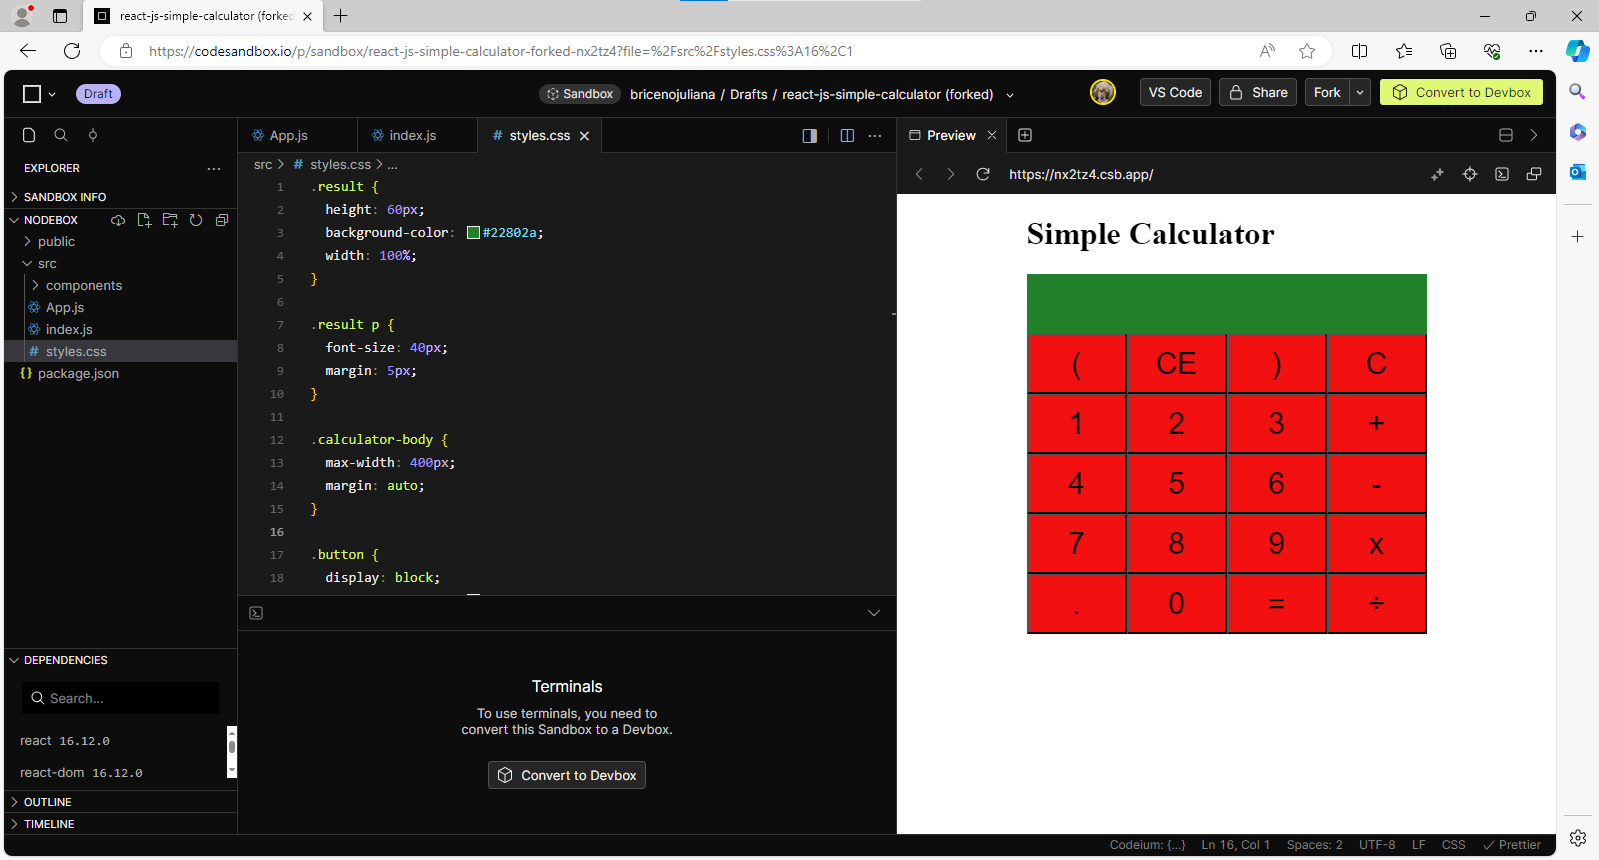 react-js-simple-calculator (forked
https://codesandbox.io/p/sandbox/react-js-simple-calculator-forked-nx2tz4?file=%2Fsrc%2Fstyles.css%3A16%2C1
Draft
Sandbox bricenojuliana / Drafts / react-js-simple-calculator (forked)
VS Code
Share
Fork
Convert to Devbox
EXPLORER
SANDBOX INFO
NODEBOX
public
src
components
App.js
index.js
styles.css
package.json
DEPENDENCIES
Search...
react 16.12.0
react-dom 16.12.0
OUTLINE
TIMELINE
App.js
index.js
# styles.css
src > # styles.css > ...
1 .result {
2 height: 60px;
3 background-color: #22802a;
4 width: 100%;
5 }
6
7 .result p {
8 font-size: 40px;
9 margin: 5px;
10 }
11
12 .calculator-body {
13 max-width: 400px;
14 margin: auto;
15 }
16
17 .button {
18 display: block;
Terminals
To use terminals, you need to
convert this Sandbox to a Devbox.
Convert to Devbox
Preview
https://nx2tz4.csb.app/
Simple Calculator
( CE ) C
1 2 3 +
4 5 6 -
7 8 9 x
. 0 = ÷
Codeium: {...} Ln 16, Col 1 Spaces: 2 UTF-8 LF CSS Prettier